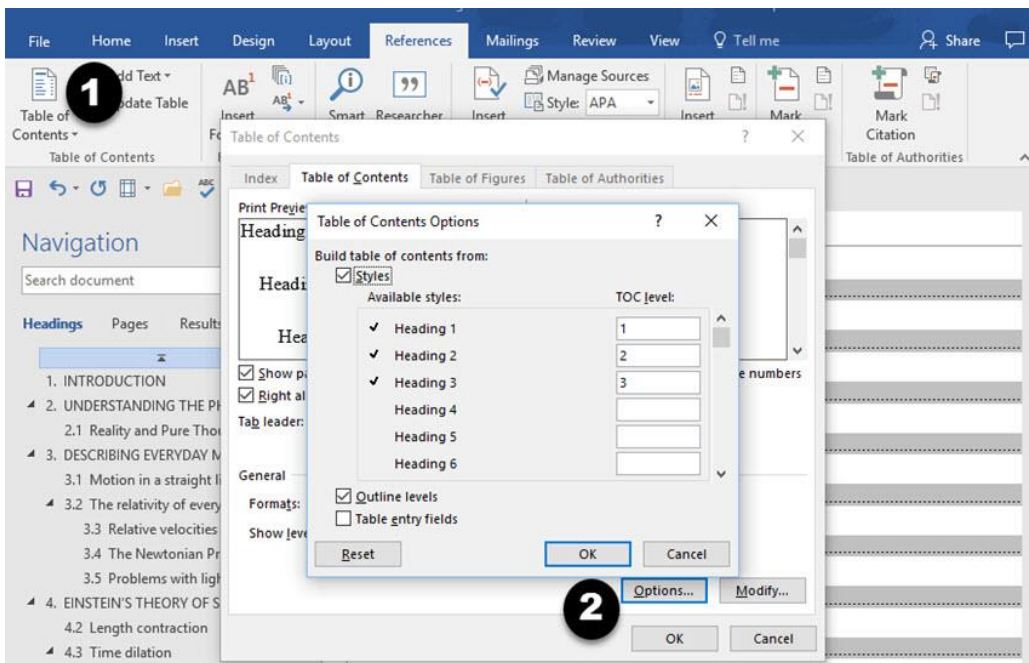 File Home Insert Design Layout References Mailings Review View Tell me Share
1
dd Text
pdate Table
Table of
Contents
AB1
AB1
Insert
Smart
Researcher
Insert
Manage Sources
Style: APA
Insert
Mark
Mark
Citation
Table of Contents
Table of Authorities
ABC
Table of Contents ?
Index Table of Contents Table of Figures Table of Authorities
Print Previe
Heading
Headi
Hea
Show p
Right al
Tab leader:
e numbers
General
Formats:
Show leve
Options... Modify...
2
OK Cancel
Table of Contents Options ?
Build table of contents from:
Styles
Available styles: TOC level:
Heading 1 1
Heading 2 2
Heading 3 3
Heading 4
Heading 5
Heading 6
Outline levels
Table entry fields
Reset OK Cancel
Navigation
Search document
Headings Pages Results
1. INTRODUCTION
2. UNDERSTANDING THE PH
2.1 Reality and Pure Thou
3. DESCRIBING EVERYDAY M
3.1 Motion in a straight li
3.2 The relativity of every
3.3 Relative velocities
3.4 The Newtonian Pr
3.5 Problems with ligh
4. EINSTEIN'S THEORY OF S
4.2 Length contraction
4.3 Time dilation